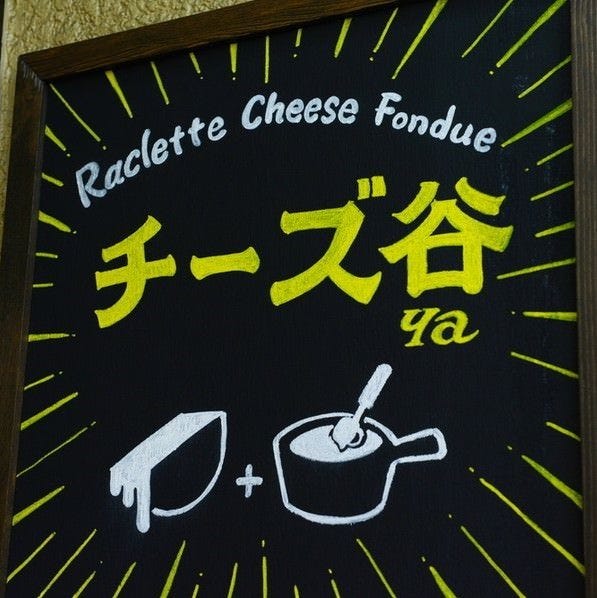 Raclette Cheese Fondue
チーズ谷
ya
+